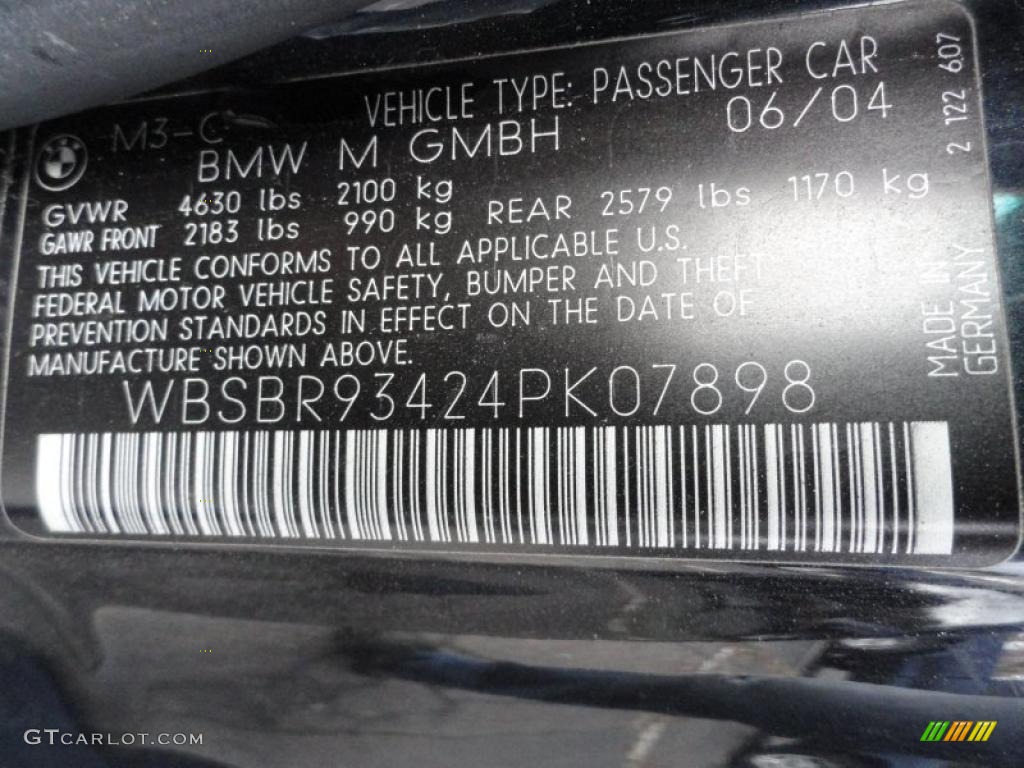 VEHICLE TYPE: PASSENGER CAR
M3-C
BMW M GMBH
06/04
2 122 607
GVWR 4630 lbs 2100 kg
GAWR FRONT 2183 lbs 990 kg REAR 2579 lbs 1170 kg
THIS VEHICLE CONFORMS TO ALL APPLICABLE U.S.
FEDERAL MOTOR VEHICLE SAFETY, BUMPER AND THEFT
PREVENTION STANDARDS IN EFFECT ON THE DATE OF
MANUFACTURE SHOWN ABOVE.
MADE IN
GERMANY
WBSBR93424PK07898
GTCARLOT.COM